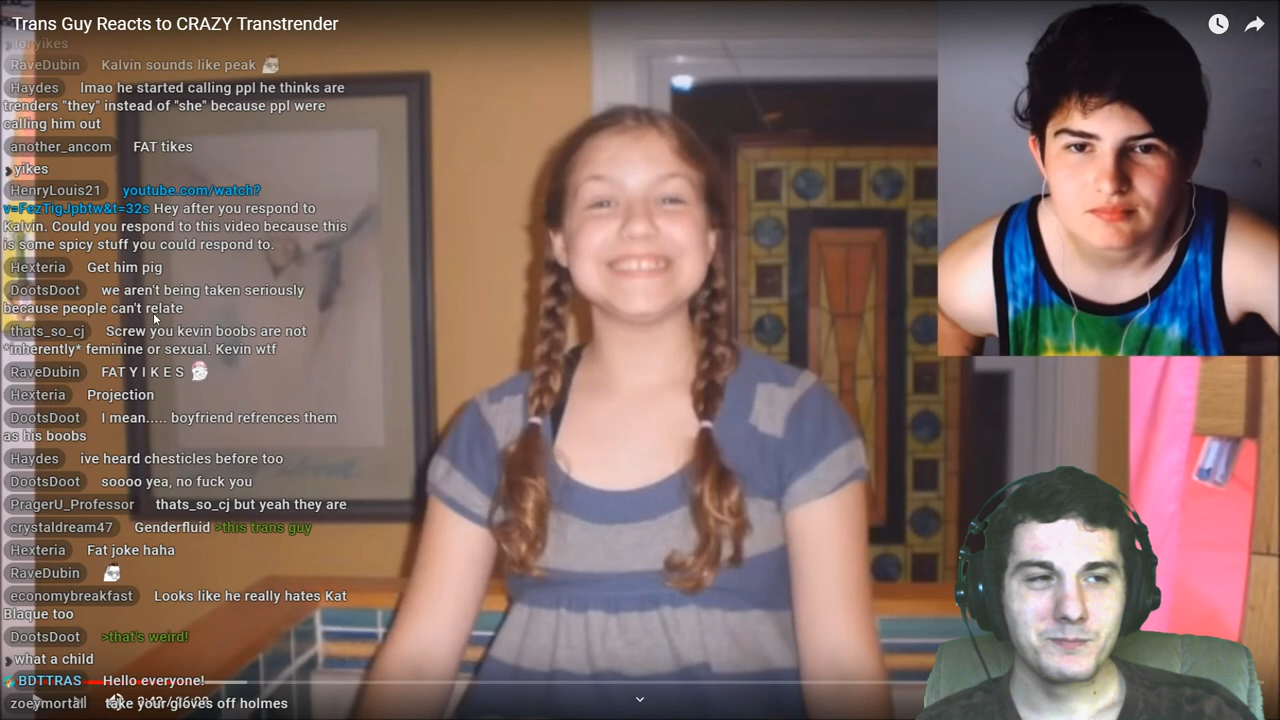 Trans Guy Reacts to CRAZY Transtrender
lol yikes
RaveDubin Kalvin sounds like peak
Haydes lmao he started calling ppl he thinks are
trenders "they" instead of "she" because ppl were
calling him out
another_ancom FAT tikes
yikes
HenryLouis21 youtube.com/watch?
v=FezTigJpbtw&t=32s Hey after you respond to
Kalvin. Could you respond to this video because this
is some spicy stuff you could respond to.
Hexteria Get him pig
DootsDoot we aren't being taken seriously
because people can't relate
thats_so_cj Screw you kevin boobs are not
*inherently* feminine or sexual. Kevin wtf
RaveDubin FAT Y I K E S
Hexteria Projection
DootsDoot I mean..... boyfriend refrences them
as his boobs
Haydes ive heard chesticles before too
DootsDoot soooo yea, no fuck you
PragerU_Professor thats_so_cj but yeah they are
crystaldream47 Genderfluid >this trans guy
Hexteria Fat joke haha
RaveDubin
economybreakfast Looks like he really hates Kat
Blaque too
DootsDoot >that's weird!
what a child
BDTTRAS Hello everyone!
zoeymortall take your gloves off holmes